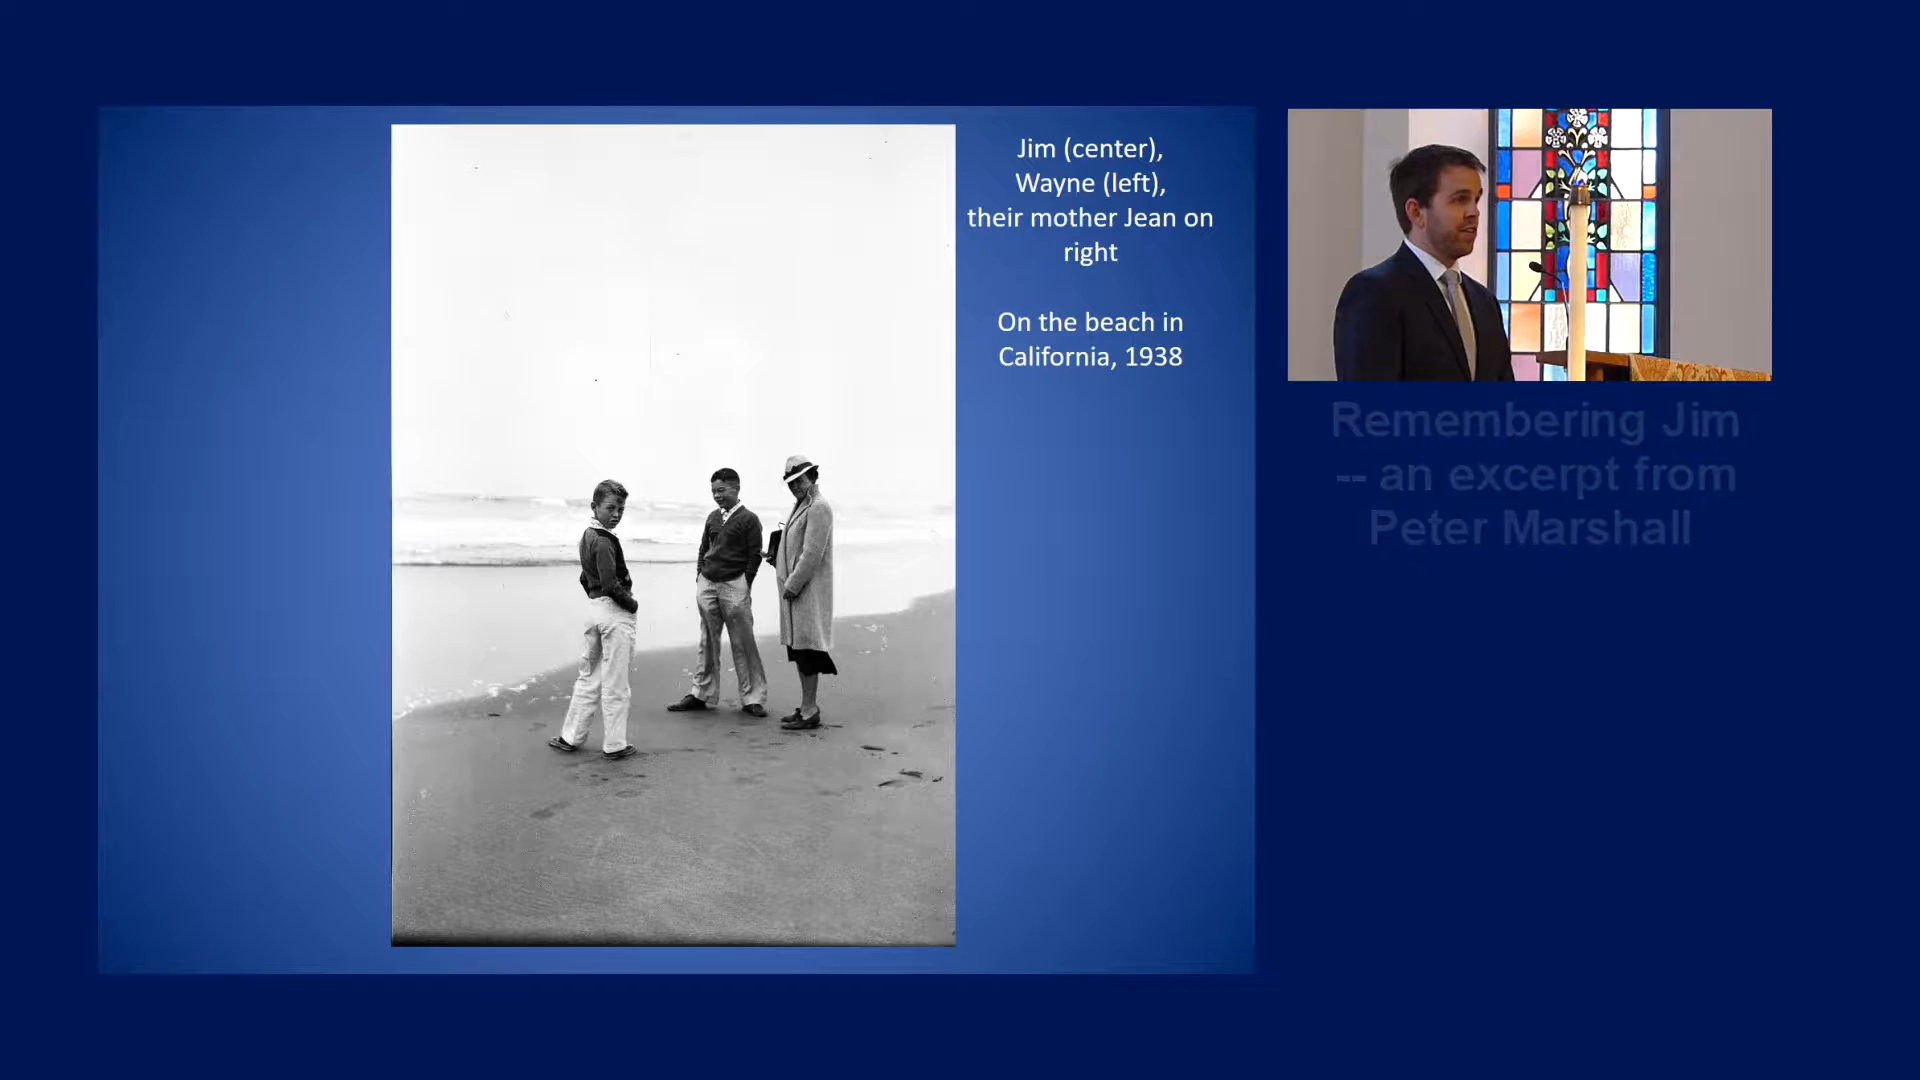 Jim (center),
Wayne (left),
their mother Jean on
right
On the beach in
California, 1938
Remembering Jim
-- an excerpt from
Peter Marshall